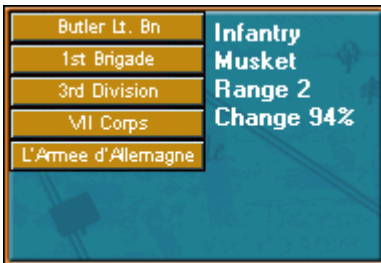 Butler Lt. Bn
1st Brigade
3rd Division
VII Corps
L'Armee d'Allemagne
Infantry
Musket
Range 2
Change 94%